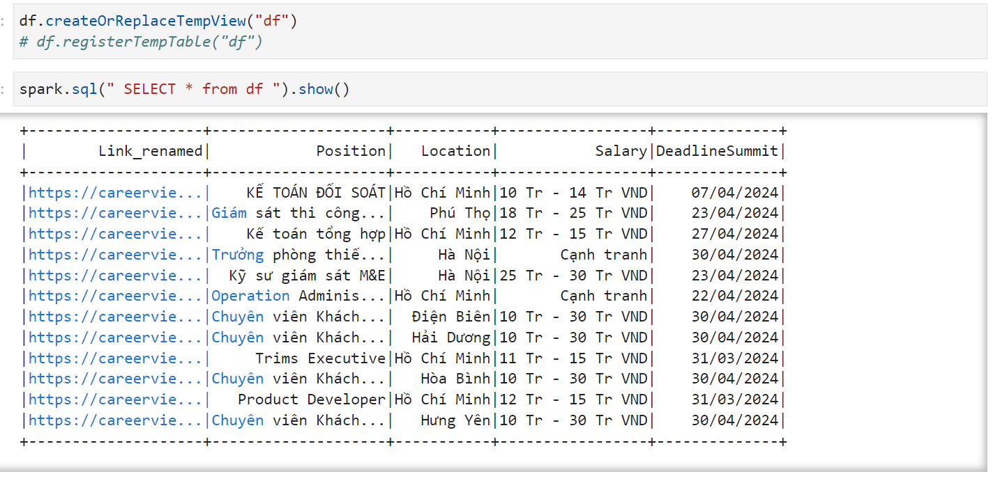 : df.createOrReplaceTempView("df")
# df.registerTempTable("df")
: spark.sql(" SELECT * from df ").show()
+--------------------+--------------------+-----------+-----------------+--------------+
|        Link_renamed|            Position|   Location|           Salary|DeadlineSummit|
+--------------------+--------------------+-----------+-----------------+--------------+
|https://careervie...|    KẾ TOÁN ĐỐI SOÁT|Hồ Chí Minh|10 Tr - 14 Tr VND|    07/04/2024|
|https://careervie...|Giám sát thi công...|    Phú Thọ|18 Tr - 25 Tr VND|    23/04/2024|
|https://careervie...|    Kế toán tổng hợp|Hồ Chí Minh|12 Tr - 15 Tr VND|    27/04/2024|
|https://careervie...|Trưởng phòng thiế...|     Hà Nội|       Cạnh tranh|    30/04/2024|
|https://careervie...|  Kỹ sư giám sát M&E|     Hà Nội|25 Tr - 30 Tr VND|    23/04/2024|
|https://careervie...|Operation Adminis...|Hồ Chí Minh|       Cạnh tranh|    22/04/2024|
|https://careervie...|Chuyên viên Khách...|  Điện Biên|10 Tr - 30 Tr VND|    30/04/2024|
|https://careervie...|Chuyên viên Khách...|  Hải Dương|10 Tr - 30 Tr VND|    30/04/2024|
|https://careervie...|     Trims Executive|Hồ Chí Minh|11 Tr - 15 Tr VND|    31/03/2024|
|https://careervie...|Chuyên viên Khách...|   Hòa Bình|10 Tr - 30 Tr VND|    30/04/2024|
|https://careervie...|   Product Developer|Hồ Chí Minh|12 Tr - 15 Tr VND|    31/03/2024|
|https://careervie...|Chuyên viên Khách...|   Hưng Yên|10 Tr - 30 Tr VND|    30/04/2024|
+--------------------+--------------------+-----------+-----------------+--------------+